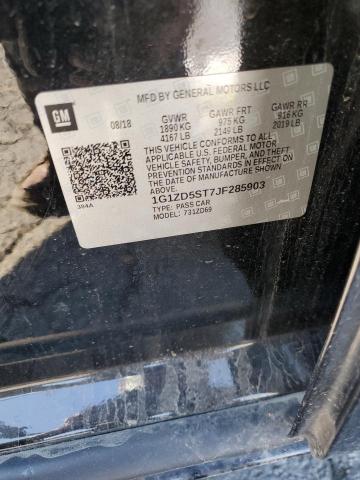 MFD BY GENERAL MOTORS LLC
GM
08/18
GVWR GAWR FRT GAWR RR
1890 KG 975 KG 916 KG
4167 LB 2149 LB 2019 LB
THIS VEHICLE CONFORMS TO ALL
APPLICABLE U.S. FEDERAL MOTOR
VEHICLE SAFETY, BUMPER, AND THEFT
PREVENTION STANDARDS IN EFFECT
ON THE DATE OF MANUFACTURE SHOWN
ABOVE.
384A
1G1ZD5ST7JF285903
TYPE: PASS CAR
MODEL: 731ZD69